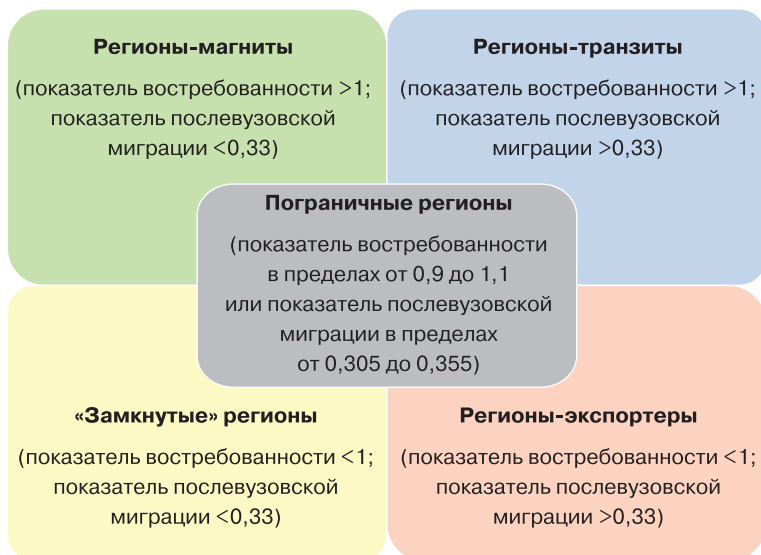 Регионы-магниты
(показатель востребованности >1;
показатель послевузовской
миграции <0,33)
Регионы-транзиты
(показатель востребованности >1;
показатель послевузовской
миграции >0,33)
Пограничные регионы
(показатель востребованности
в пределах от 0,9 до 1,1
или показатель послевузовской
миграции в пределах
от 0,305 до 0,355)
«Замкнутые» регионы
(показатель востребованности <1;
показатель послевузовской
миграции <0,33)
Регионы-экспортеры
(показатель востребованности <1;
показатель послевузовской
миграции >0,33)